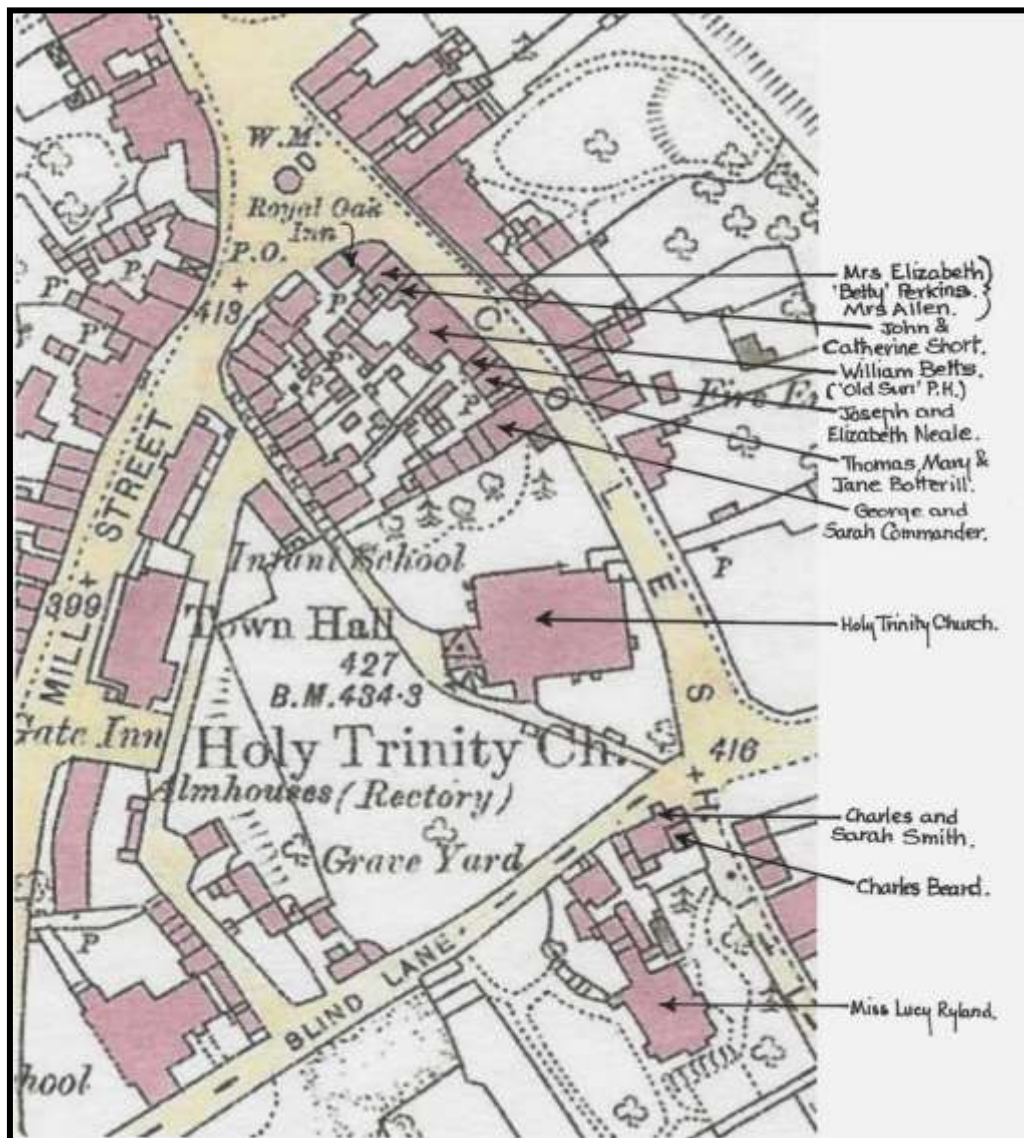 W.M.
Royal Oak
Inn
P.O.
P
413
P
P
P
P
P
P
Mrs Elizabeth
'Betty' Perkins.
Mrs Allen.
John &
Catherine Short.
William Betts.
('Old Sun' P.H.)
Joseph and
Elizabeth Neale.
Thomas, Mary &
Jane Botterill.
George and
Sarah Commander.
COLESHILL
MILL STREET
Infant School
P
Town Hall
399
427
B.M. 434·3
Holy Trinity Church.
Gate Inn
Holy Trinity Ch.
416
Almhouses (Rectory)
Grave Yard
Charles and
Sarah Smith.
Charles Beard.
P
BLIND LANE
Miss Lucy Ryland.
hool